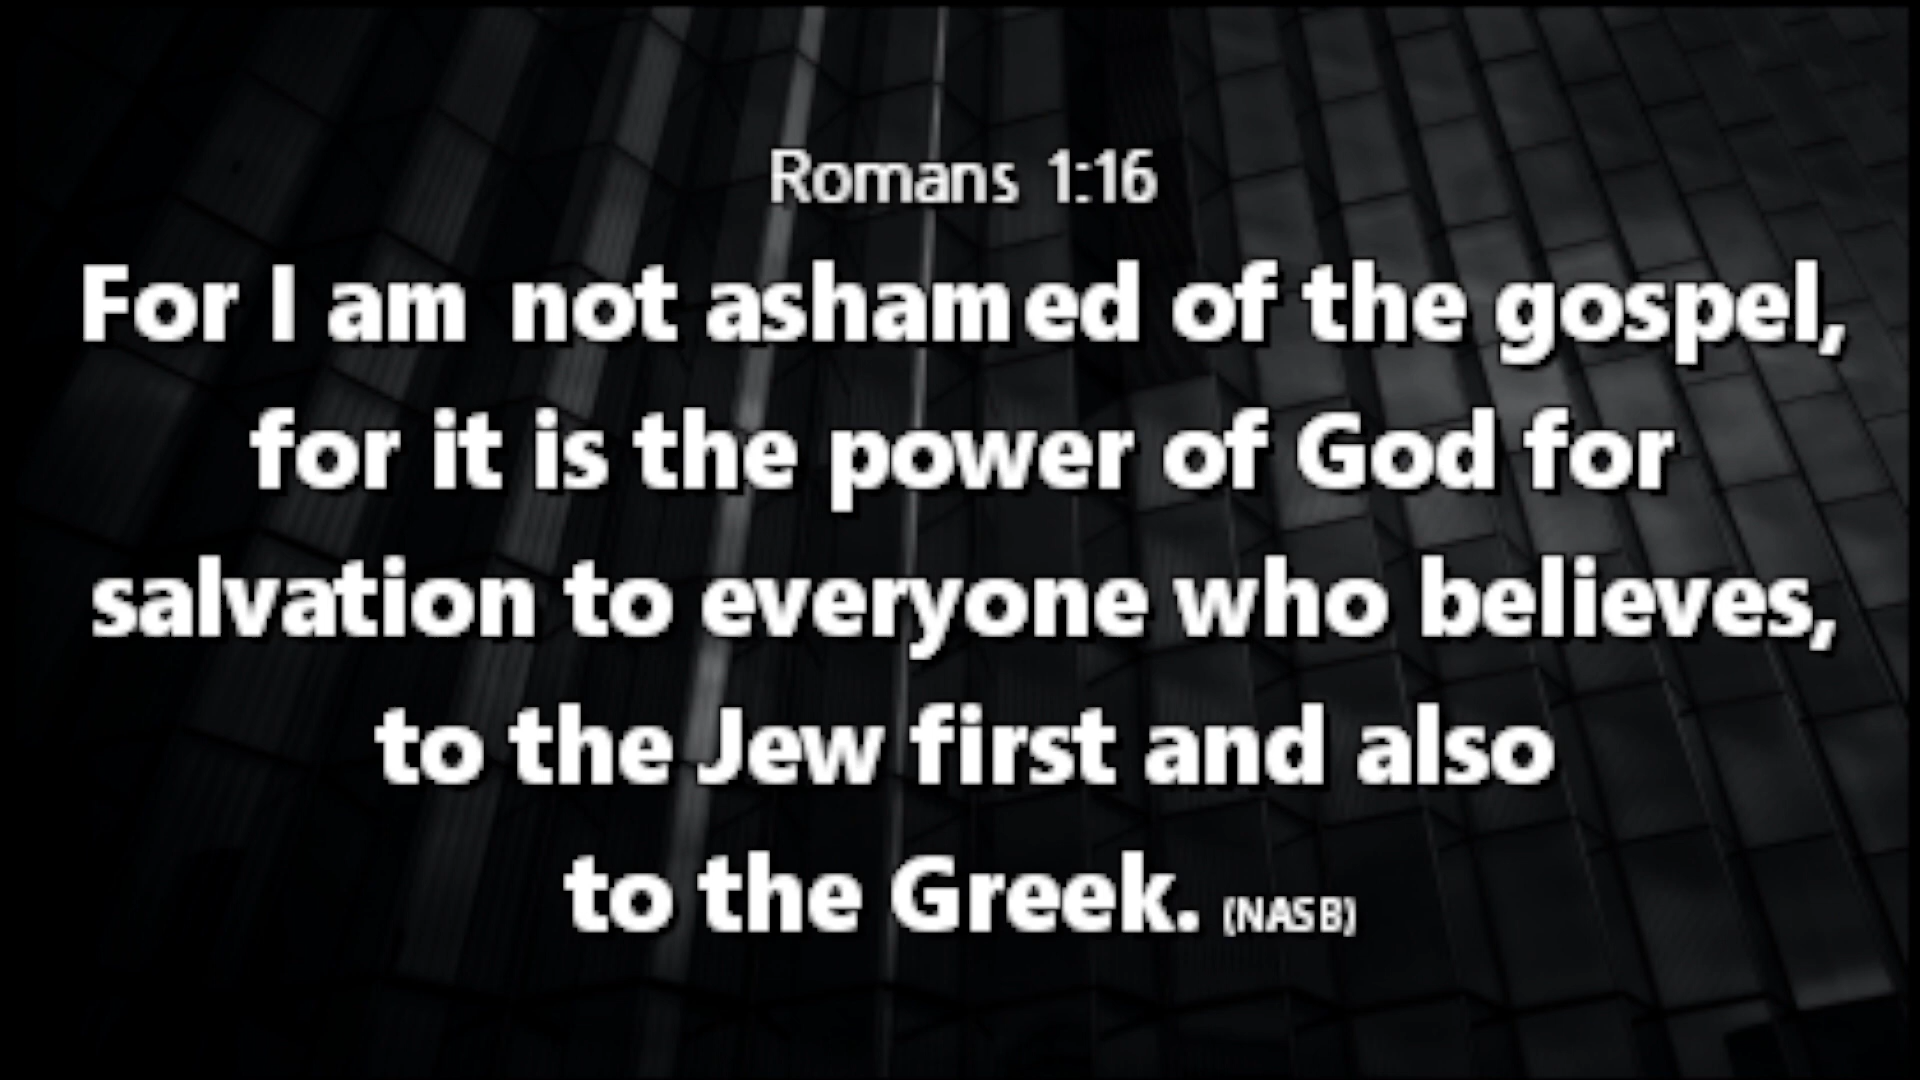 Romans 1:16
For I am not ashamed of the gospel,
for it is the power of God for
salvation to everyone who believes,
to the Jew first and also
to the Greek. (NASB)